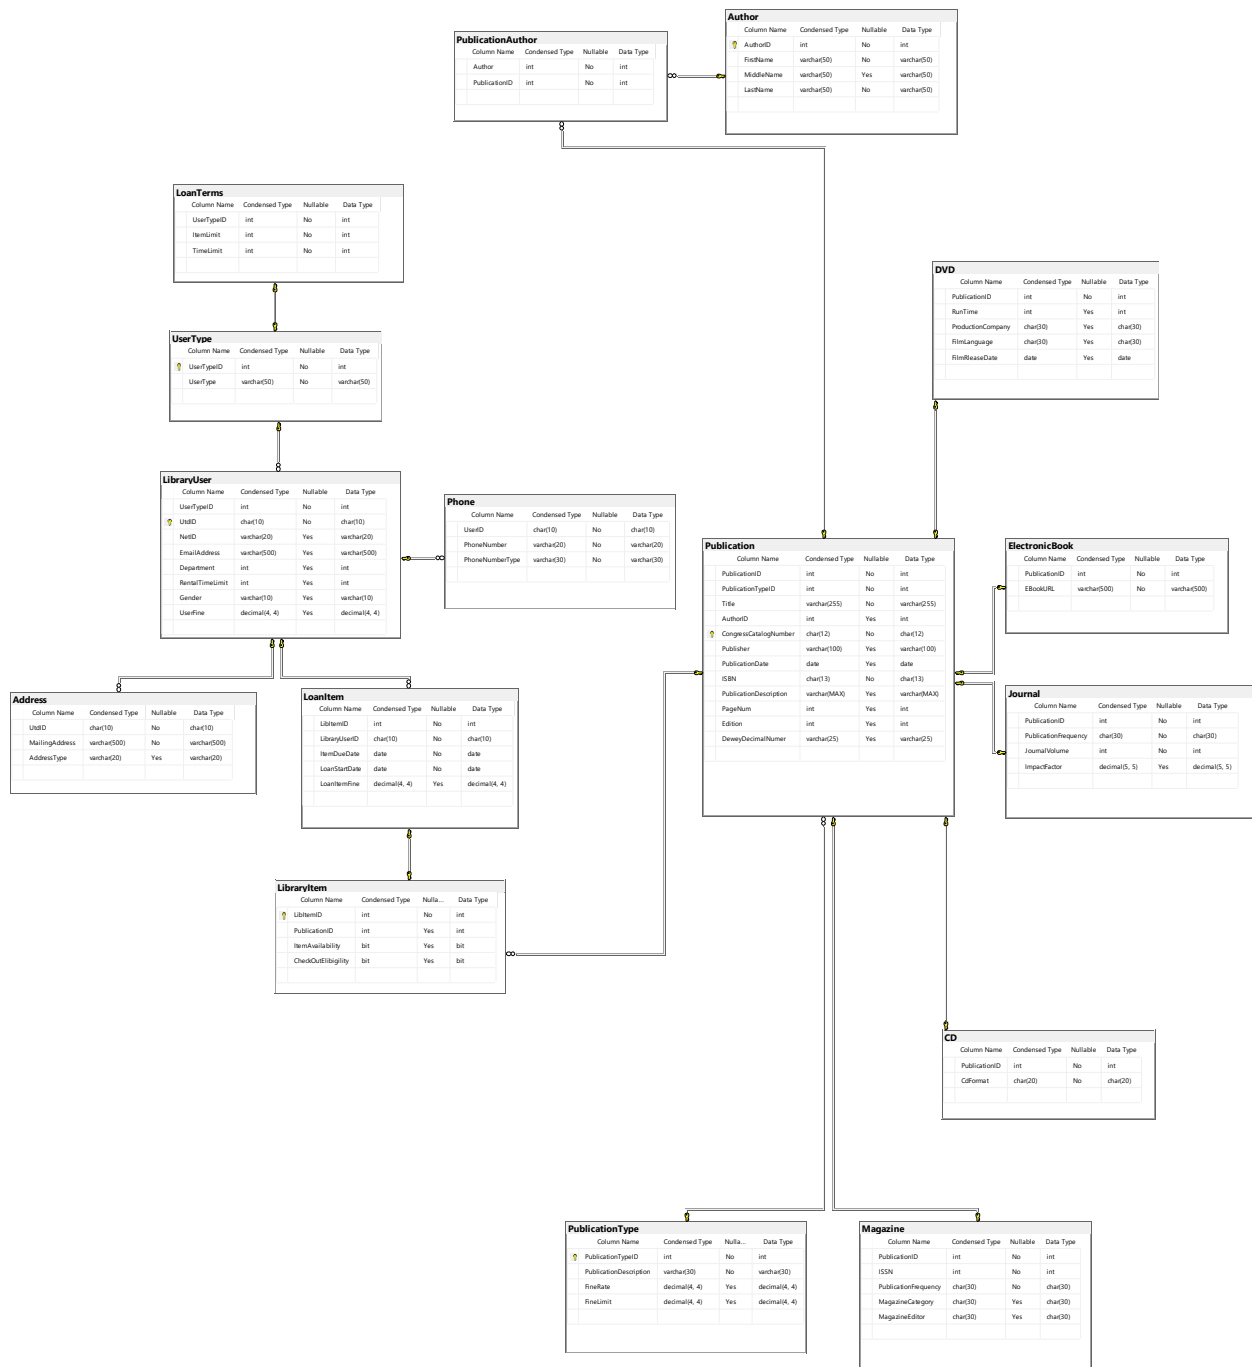 Author
Column Name Condensed Type Nullable Data Type
AuthorID int No int
FirstName varchar(50) No varchar(50)
MiddleName varchar(50) Yes varchar(50)
LastName varchar(50) No varchar(50)
PublicationAuthor
Column Name Condensed Type Nullable Data Type
Author int No int
PublicationID int No int
LoanTerms
Column Name Condensed Type Nullable Data Type
UserTypeID int No int
ItemLimit int No int
TimeLimit int No int
DVD
Column Name Condensed Type Nullable Data Type
PublicationID int No int
RunTime int Yes int
ProductionCompany char(30) Yes char(30)
FilmLanguage char(30) Yes char(30)
FilmRleaseDate date Yes date
UserType
Column Name Condensed Type Nullable Data Type
UserTypeID int No int
UserType varchar(50) No varchar(50)
LibraryUser
Column Name Condensed Type Nullable Data Type
UserTypeID int No int
UtdID char(10) No char(10)
NetID varchar(20) Yes varchar(20)
EmailAddress varchar(500) Yes varchar(500)
Department int Yes int
RentalTimeLimit int Yes int
Gender varchar(10) Yes varchar(10)
UserFine decimal(4, 4) Yes decimal(4, 4)
Phone
Column Name Condensed Type Nullable Data Type
UserID char(10) No char(10)
PhoneNumber varchar(20) No varchar(20)
PhoneNumberType varchar(30) No varchar(30)
Publication
Column Name Condensed Type Nullable Data Type
PublicationID int No int
PublicationTypeID int No int
Title varchar(255) No varchar(255)
AuthorID int Yes int
CongressCatalogNumber char(12) No char(12)
Publisher varchar(100) Yes varchar(100)
PublicationDate date Yes date
ISBN char(13) No char(13)
PublicationDescription varchar(MAX) Yes varchar(MAX)
PageNum int Yes int
Edition int Yes int
DeweyDecimalNumer varchar(25) Yes varchar(25)
ElectronicBook
Column Name Condensed Type Nullable Data Type
PublicationID int No int
EBookURL varchar(500) No varchar(500)
Journal
Column Name Condensed Type Nullable Data Type
PublicationID int No int
PublicationFrequency char(30) No char(30)
JournalVolume int No int
ImpactFactor decimal(5, 5) Yes decimal(5, 5)
Address
Column Name Condensed Type Nullable Data Type
UtdID char(10) No char(10)
MailingAddress varchar(500) No varchar(500)
AddressType varchar(20) Yes varchar(20)
LoanItem
Column Name Condensed Type Nullable Data Type
LibItemID int No int
LibraryUserID char(10) No char(10)
ItemDueDate date No date
LoanStartDate date No date
LoanItemFine decimal(4, 4) Yes decimal(4, 4)
LibraryItem
Column Name Condensed Type Nulla... Data Type
LibItemID int No int
PublicationID int Yes int
ItemAvailability bit Yes bit
CheckOutElibigility bit Yes bit
CD
Column Name Condensed Type Nullable Data Type
PublicationID int No int
CdFormat char(20) No char(20)
PublicationType
Column Name Condensed Type Nulla... Data Type
PublicationTypeID int No int
PublicationDescription varchar(30) No varchar(30)
FineRate decimal(4, 4) Yes decimal(4, 4)
FineLimit decimal(4, 4) Yes decimal(4, 4)
Magazine
Column Name Condensed Type Nullable Data Type
PublicationID int No int
ISSN int No int
PublicationFrequency char(30) No char(30)
MagazineCategory char(30) Yes char(30)
MagazineEditor char(30) Yes char(30)